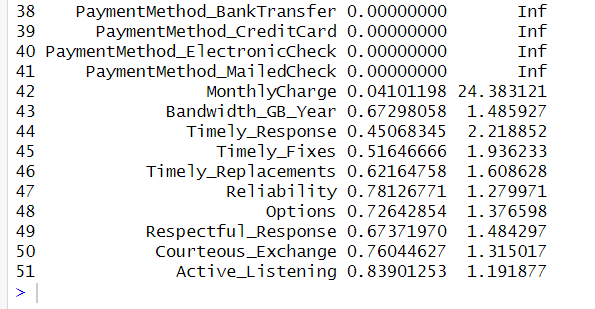 38 PaymentMethod_BankTransfer 0.00000000 Inf
39 PaymentMethod_CreditCard 0.00000000 Inf
40 PaymentMethod_ElectronicCheck 0.00000000 Inf
41 PaymentMethod_MailedCheck 0.00000000 Inf
42 MonthlyCharge 0.04101198 24.383121
43 Bandwidth_GB_Year 0.67298058 1.485927
44 Timely_Response 0.45068345 2.218852
45 Timely_Fixes 0.51646666 1.936233
46 Timely_Replacements 0.62164758 1.608628
47 Reliability 0.78126771 1.279971
48 Options 0.72642854 1.376598
49 Respectful_Response 0.67371970 1.484297
50 Courteous_Exchange 0.76044627 1.315017
51 Active_Listening 0.83901253 1.191877
>